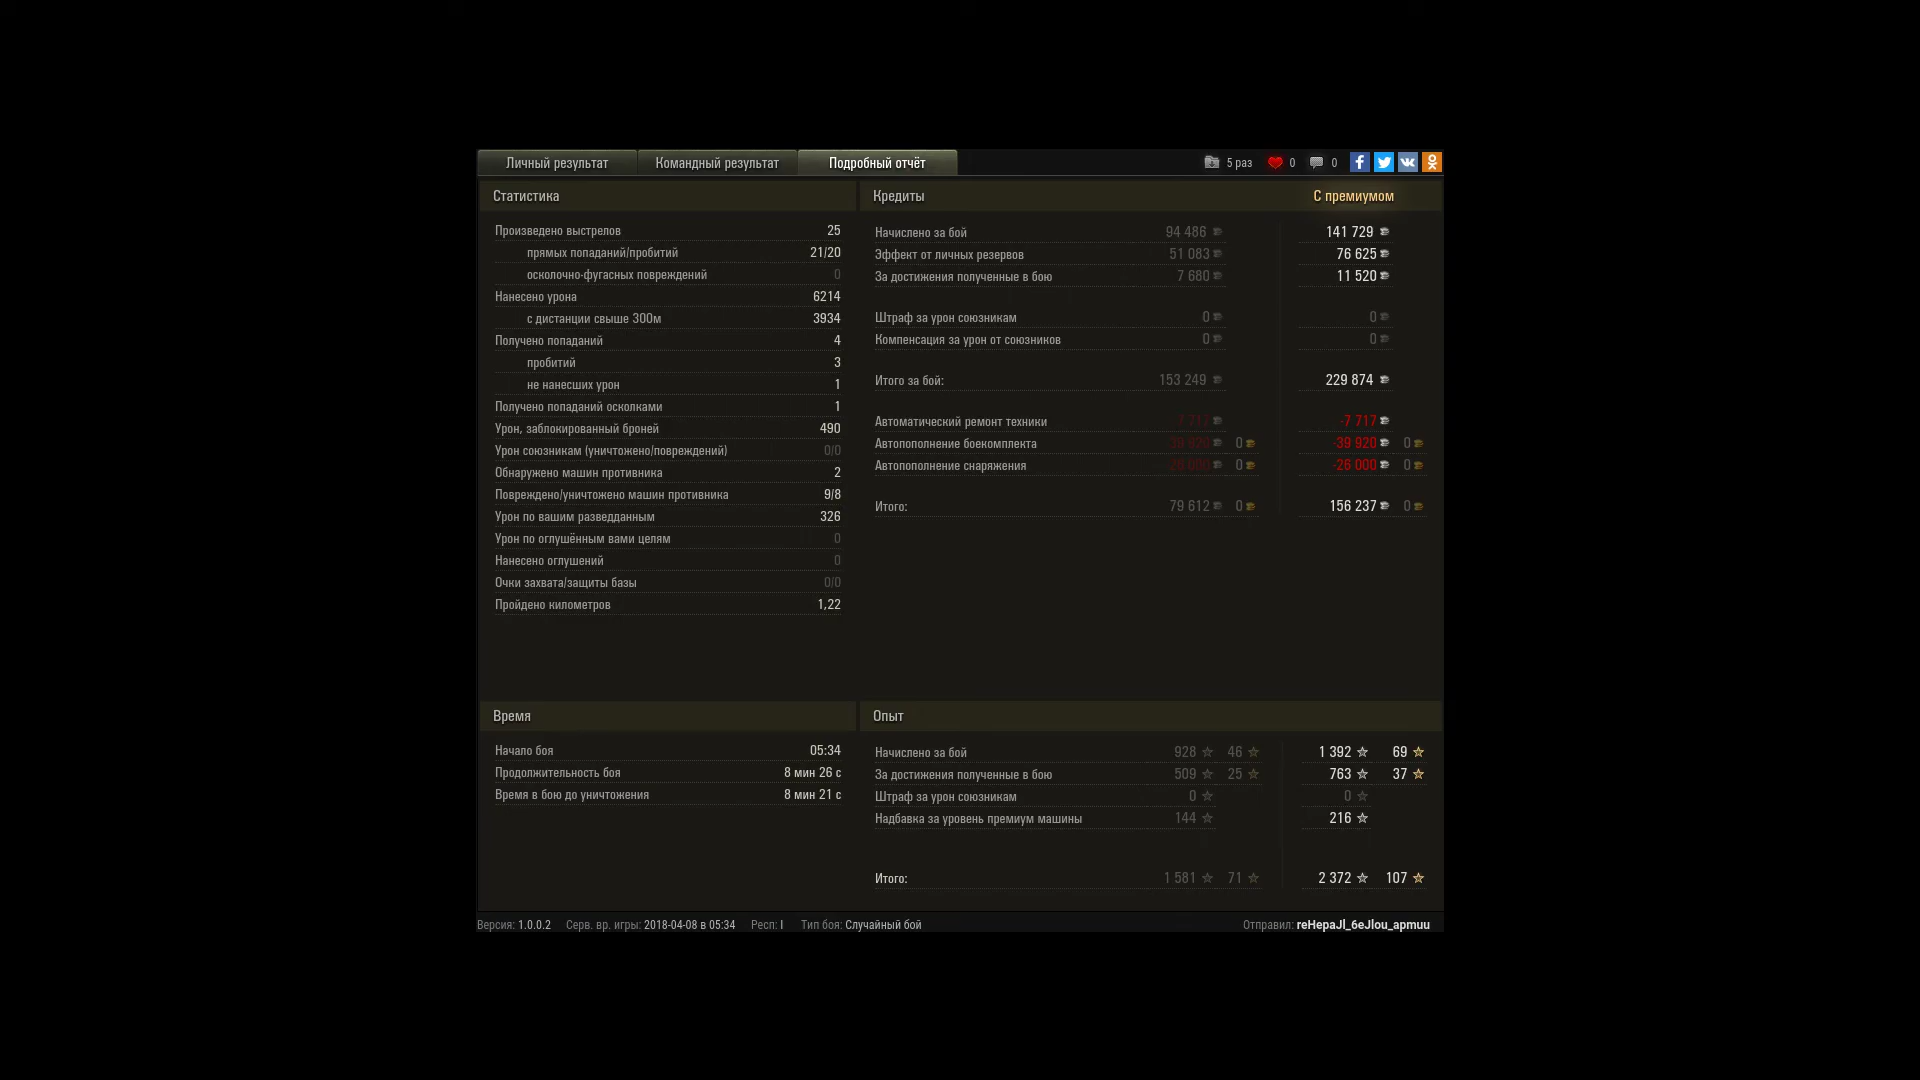 Личный результат Командный результат Подробный отчёт 5 раз 0 0
Статистика
Произведено выстрелов 25
прямых попаданий/пробитий 21/20
осколочно-фугасных повреждений 0
Нанесено урона 6214
с дистанции свыше 300м 3934
Получено попаданий 4
пробитий 3
не нанесших урон 1
Получено попаданий осколками 1
Урон, заблокированный броней 490
Урон союзникам (уничтожено/повреждений) 0/0
Обнаружено машин противника 2
Повреждено/уничтожено машин противника 9/8
Урон по вашим разведданным 326
Урон по оглушённым вами целям 0
Нанесено оглушений 0
Очки захвата/защиты базы 0/0
Пройдено километров 1,22
Кредиты С премиумом
Начислено за бой 94 486 141 729
Эффект от личных резервов 51 083 76 625
За достижения полученные в бою 7 680 11 520
Штраф за урон союзникам 0 0
Компенсация за урон от союзников 0 0
Итого за бой: 153 249 229 874
Автоматический ремонт техники -7 717 -7 717
Автопополнение боекомплекта -39 920 0 -39 920 0
Автопополнение снаряжения -26 000 0 -26 000 0
Итого: 79 612 0 156 237 0
Время
Начало боя 05:34
Продолжительность боя 8 мин 26 с
Время в бою до уничтожения 8 мин 21 с
Опыт
Начислено за бой 928 46 1 392 69
За достижения полученные в бою 509 25 763 37
Штраф за урон союзникам 0 0
Надбавка за уровень премиум машины 144 216
Итого: 1 581 71 2 372 107
Версия: 1.0.0.2 Серв. вр. игры: 2018-04-08 в 05:34 Респ: I Тип боя: Случайный бой Отправил: reHepaJl_6eJlou_apmuu